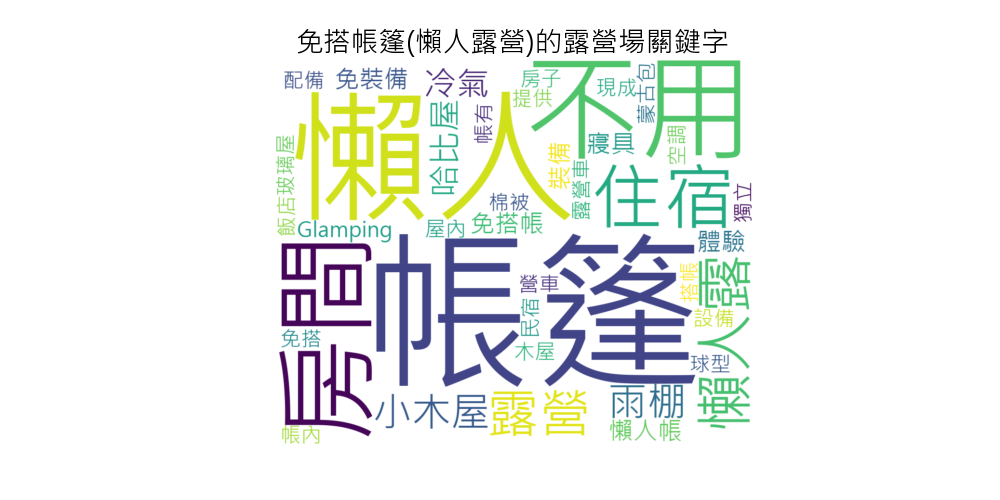 免搭帳篷(懶人露營)的露營場關鍵字
配備
免裝備
冷氣
房子
提供
現成
蒙古包
不用
懶人
哈比屋
帳有
裝備
寢具
空調
露營車
住宿
獨立
飯店玻璃屋
Glamping
屋內
棉被
免搭帳
體驗
房間
帳篷
營車
民宿
木屋
搭帳
設備
懶人露
免搭
球型
小木屋
露營
雨棚
懶人帳
帳內